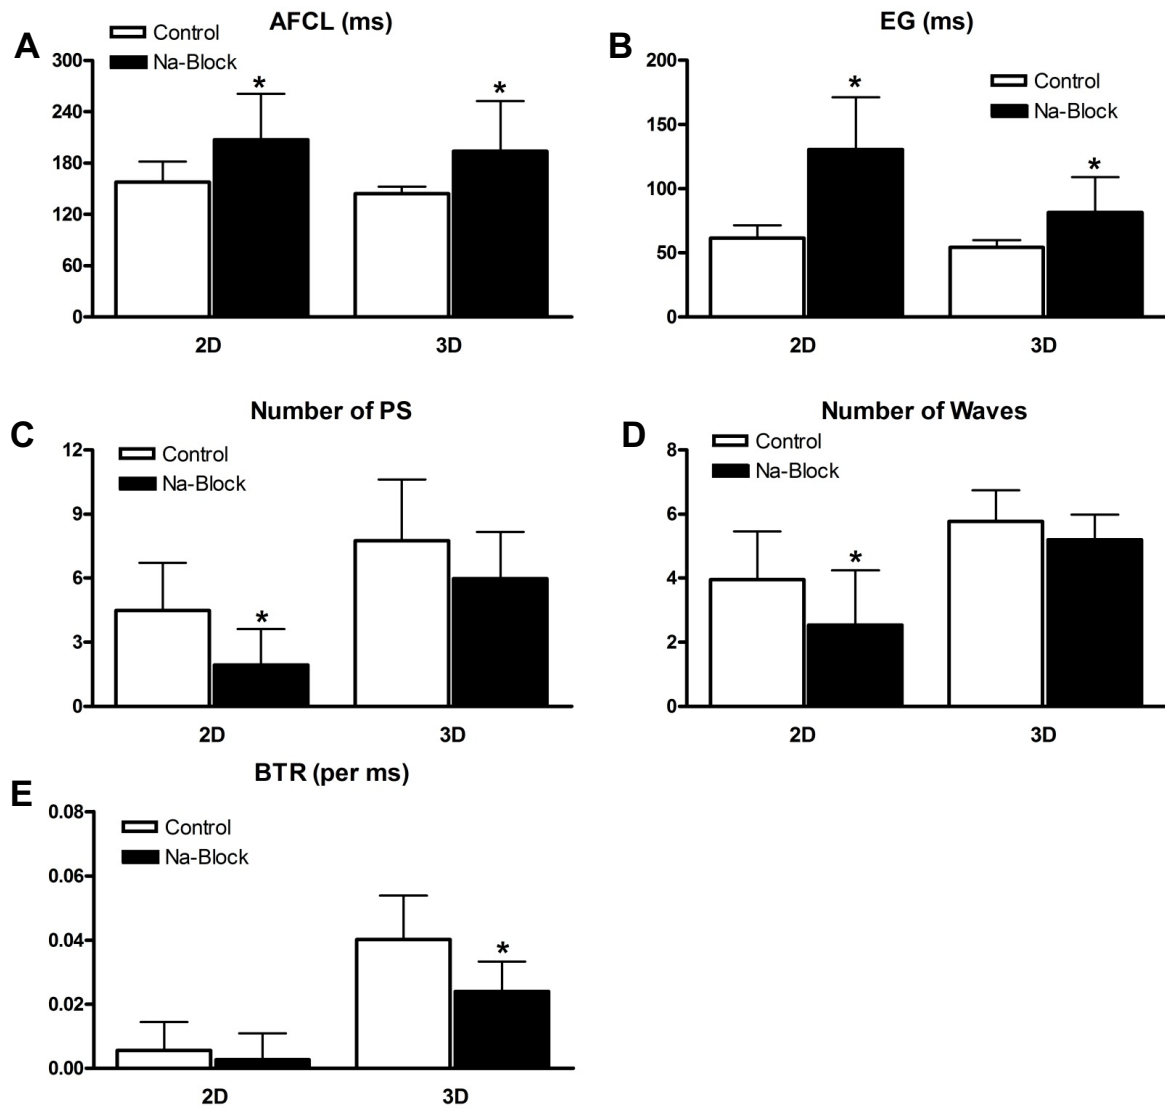 A
AFCL (ms)
Control
Na-Block
300
240
180
120
60
0
*
*
2D
3D
B
EG (ms)
Control
Na-Block
200
150
100
50
0
*
*
2D
3D
C
Number of PS
Control
Na-Block
12
9
6
3
0
*
2D
3D
D
Number of Waves
Control
Na-Block
8
6
4
2
0
*
2D
3D
E
BTR (per ms)
Control
Na-Block
0.08
0.06
0.04
0.02
0.00
*
2D
3D